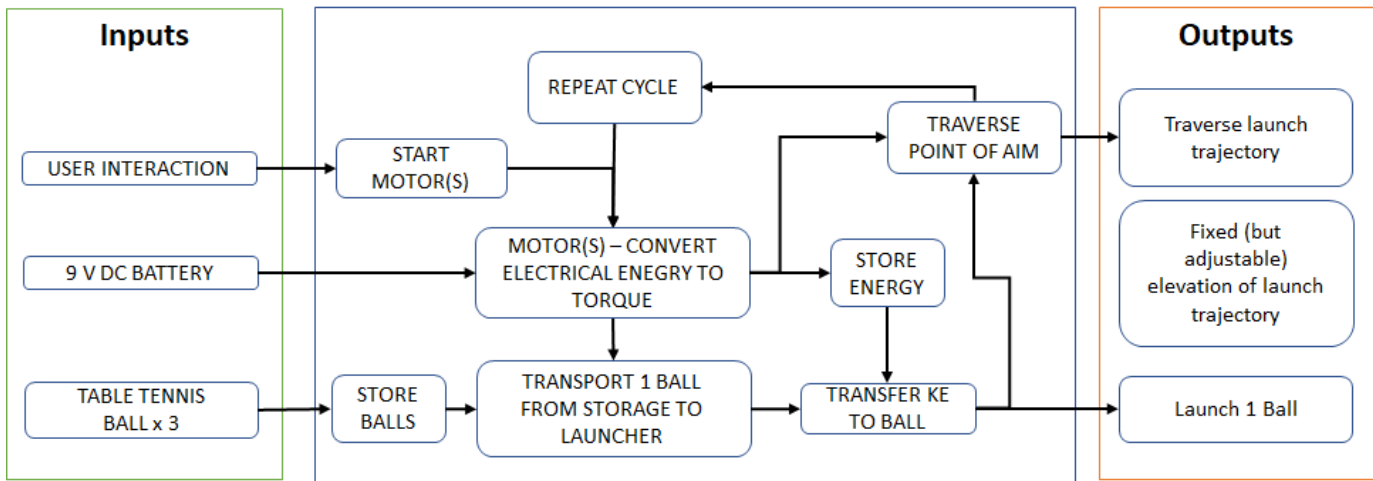 Inputs
Outputs
REPEAT CYCLE
TRAVERSE
POINT OF AIM
Traverse launch
trajectory
USER INTERACTION
START
MOTOR(S)
Fixed (but
adjustable)
elevation of launch
trajectory
9 V DC BATTERY
MOTOR(S) – CONVERT
ELECTRICAL ENEGRY TO
TORQUE
STORE
ENERGY
TABLE TENNIS
BALL x 3
STORE
BALLS
TRANSPORT 1 BALL
FROM STORAGE TO
LAUNCHER
TRANSFER KE
TO BALL
Launch 1 Ball